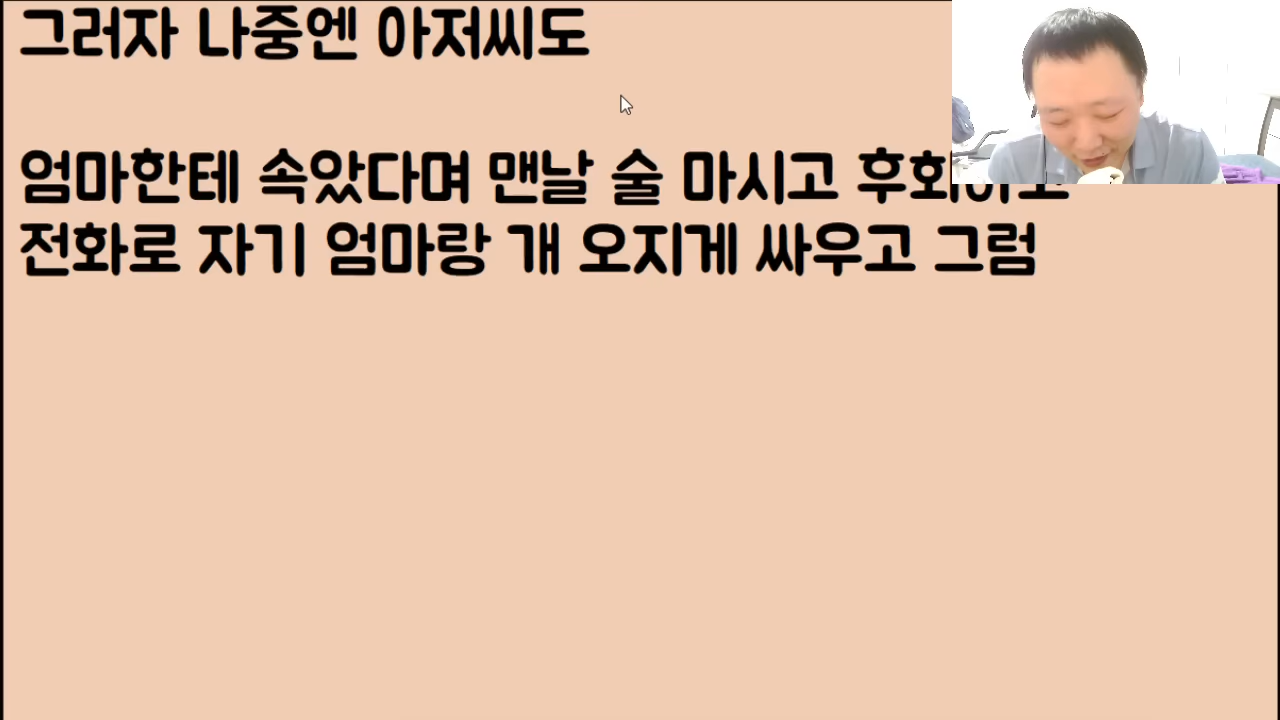 그러자 나중엔 아저씨도
엄마한테 속았다며 맨날 술 마시고 후회하고
전화로 자기 엄마랑 개 오지게 싸우고 그럼